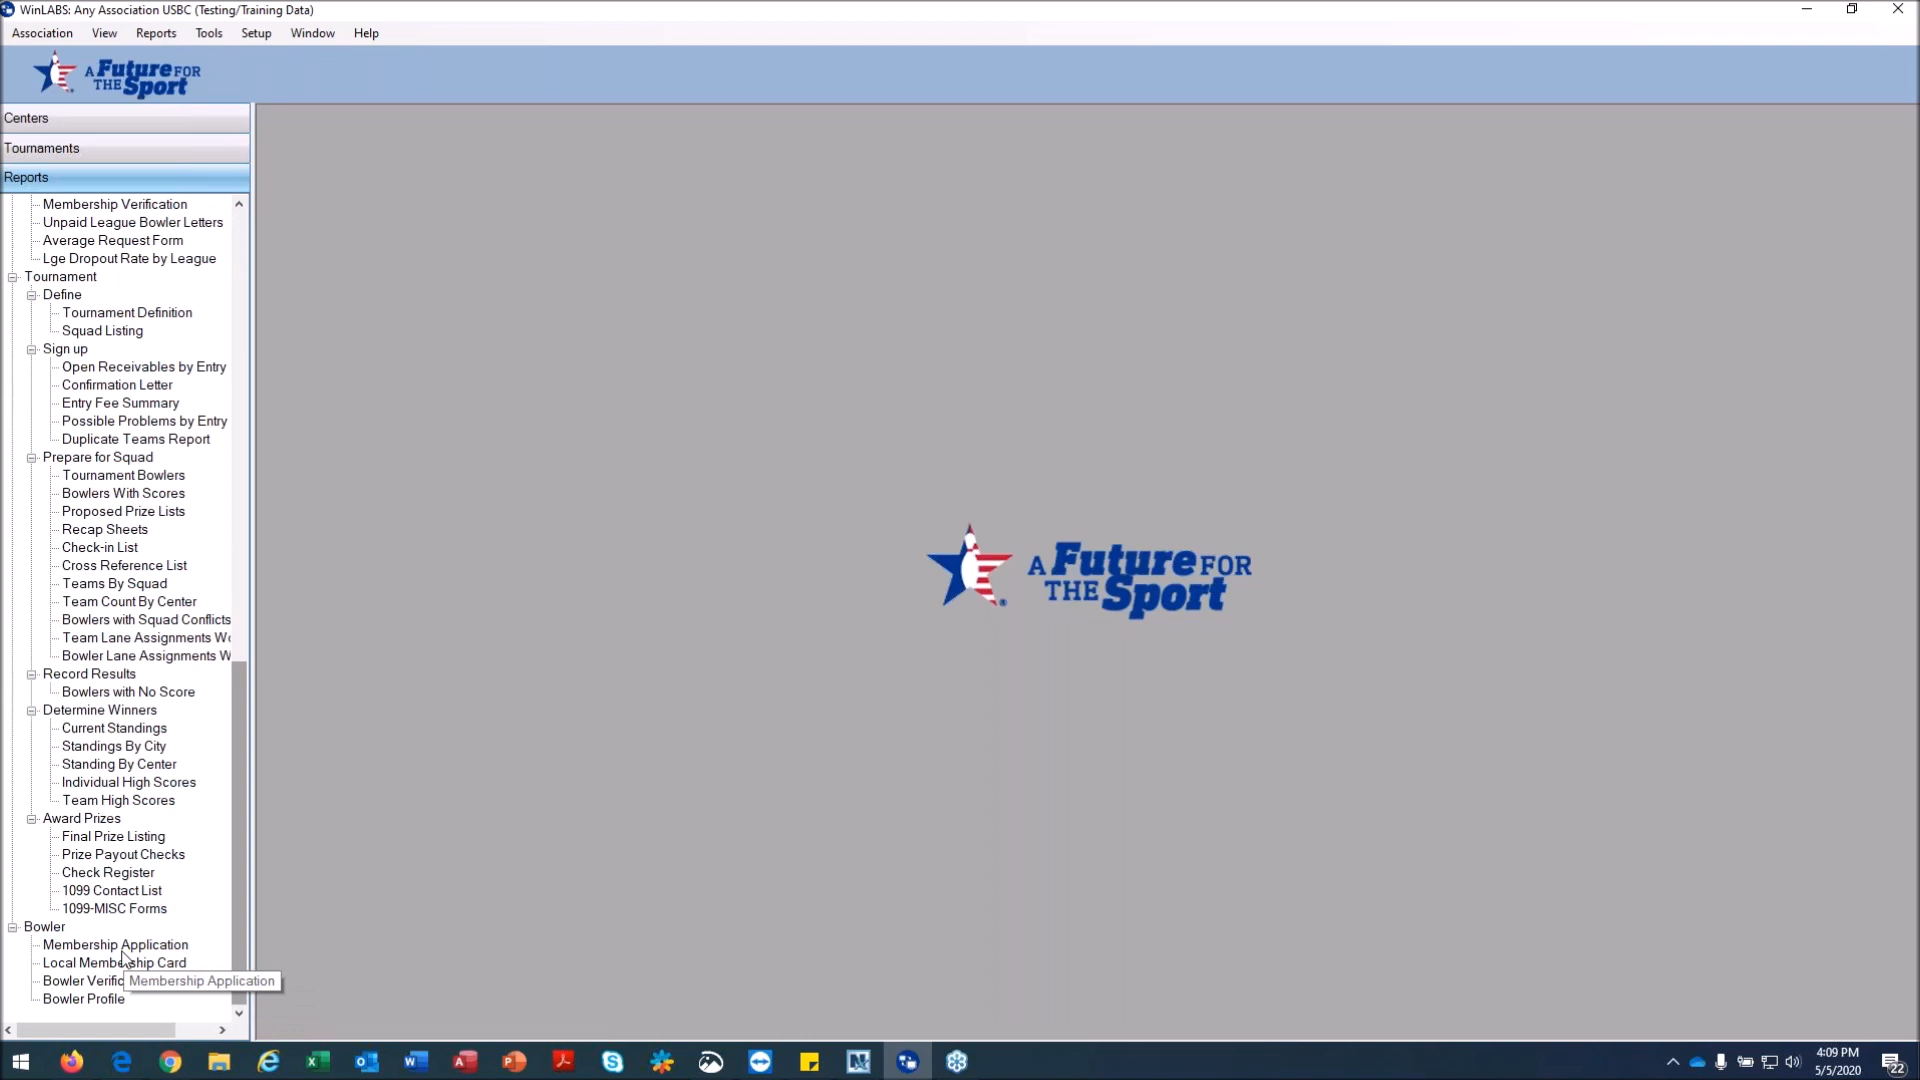 WinLABS: Any Association USBC (Testing/Training Data)
Association View Reports Tools Setup Window Help
A Future FOR
THE Sport
Centers
Tournaments
Reports
Membership Verification
Unpaid League Bowler Letters
Average Request Form
Lge Dropout Rate by League
Tournament
Define
Tournament Definition
Squad Listing
Sign up
Open Receivables by Entry
Confirmation Letter
Entry Fee Summary
Possible Problems by Entry
Duplicate Teams Report
Prepare for Squad
Tournament Bowlers
Bowlers With Scores
Proposed Prize Lists
Recap Sheets
Check-in List
Cross Reference List
Teams By Squad
Team Count By Center
Bowlers with Squad Conflicts
Team Lane Assignments Wo
Bowler Lane Assignments W
Record Results
Bowlers with No Score
Determine Winners
Current Standings
Standings By City
Standing By Center
Individual High Scores
Team High Scores
Award Prizes
Final Prize Listing
Prize Payout Checks
Check Register
1099 Contact List
1099-MISC Forms
Bowler
Membership Application
Local Membership Card
Bowler Verific
Membership Application
Bowler Profile
A Future FOR
THE Sport
4:09 PM
5/5/2020
22